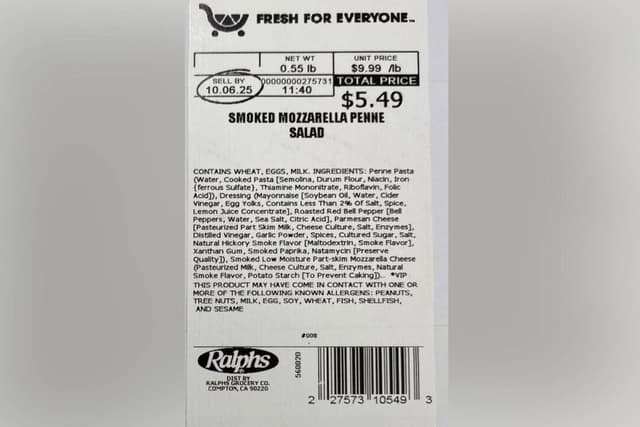 FRESH FOR EVERYONE™
NET WT
0.55 lb
UNIT PRICE
$9.99 /lb
SELL BY
10.06.25
00000000275731
11:40
TOTAL PRICE
$5.49
SMOKED MOZZARELLA PENNE
SALAD
CONTAINS WHEAT, EGGS, MILK. INGREDIENTS: Penne Pasta
(Water, Cooked Pasta [Semolina, Durum Flour, Niacin, Iron
{ferrous Sulfate}, Thiamine Mononitrate, Riboflavin, Folic
Acid]), Dressing (Mayonnaise [Soybean Oil, Water, Cider
Vinegar, Egg Yolks, Contains Less Than 2% Of Salt, Spice,
Lemon Juice Concentrate], Roasted Red Bell Pepper [Bell
Peppers, Water, Sea Salt, Citric Acid], Parmesan Cheese
[Pasteurized Part Skim Milk, Cheese Culture, Salt, Enzymes],
Distilled Vinegar, Garlic Powder, Spices, Cultured Sugar, Salt,
Natural Hickory Smoke Flavor [Maltodextrin, Smoke Flavor],
Xanthan Gum, Smoked Paprika, Natamycin [Preserve
Quality]), Smoked Low Moisture Part-skim Mozzarella Cheese
(Pasteurized Milk, Cheese Culture, Salt, Enzymes, Natural
Smoke Flavor, Potato Starch [To Prevent Caking]).. *VIP
THIS PRODUCT MAY HAVE COME IN CONTACT WITH ONE OR
MORE OF THE FOLLOWING KNOWN ALLERGENS: PEANUTS,
TREE NUTS, MILK, EGG, SOY, WHEAT, FISH, SHELLFISH,
AND SESAME
Ralphs
DIST BY
RALPHS GROCERY CO.
COMPTON, CA 90220
560020
2 27573 10549 3